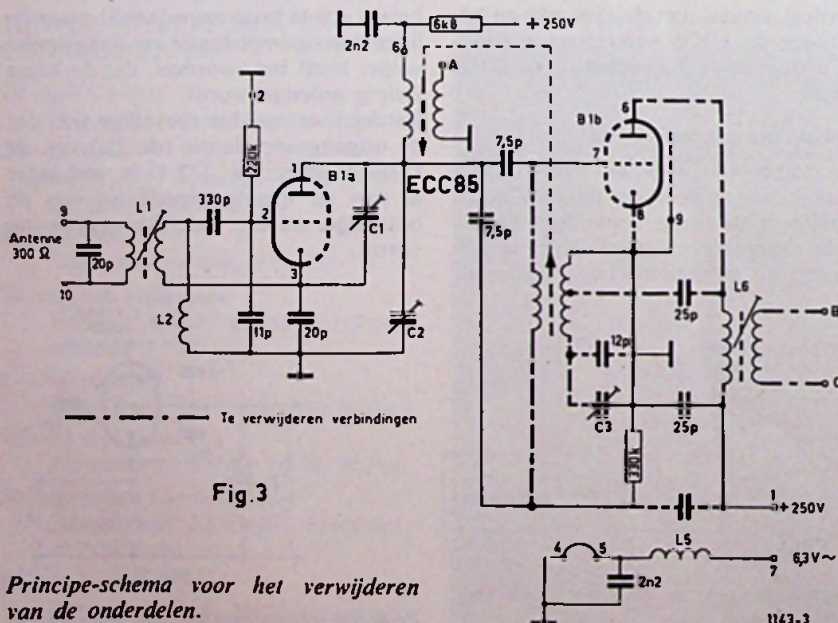 2n2
6k8
+ 250V
6
A
2
220k
B1b
6
7,5p
7
ECC85
8
9
B1a
330p
L1
9
2
C1
Antenne
300 Ω
20p
7,5p
3
10
L2
11p
20p
C2
25p
L6
B
12p
C
C3
25p
Te verwijderen verbindingen
Fig.3
1
+ 250V
L5
4
5
6,3V ~
7
2n2
Principe-schema voor het verwijderen
van de onderdelen.
1143-3